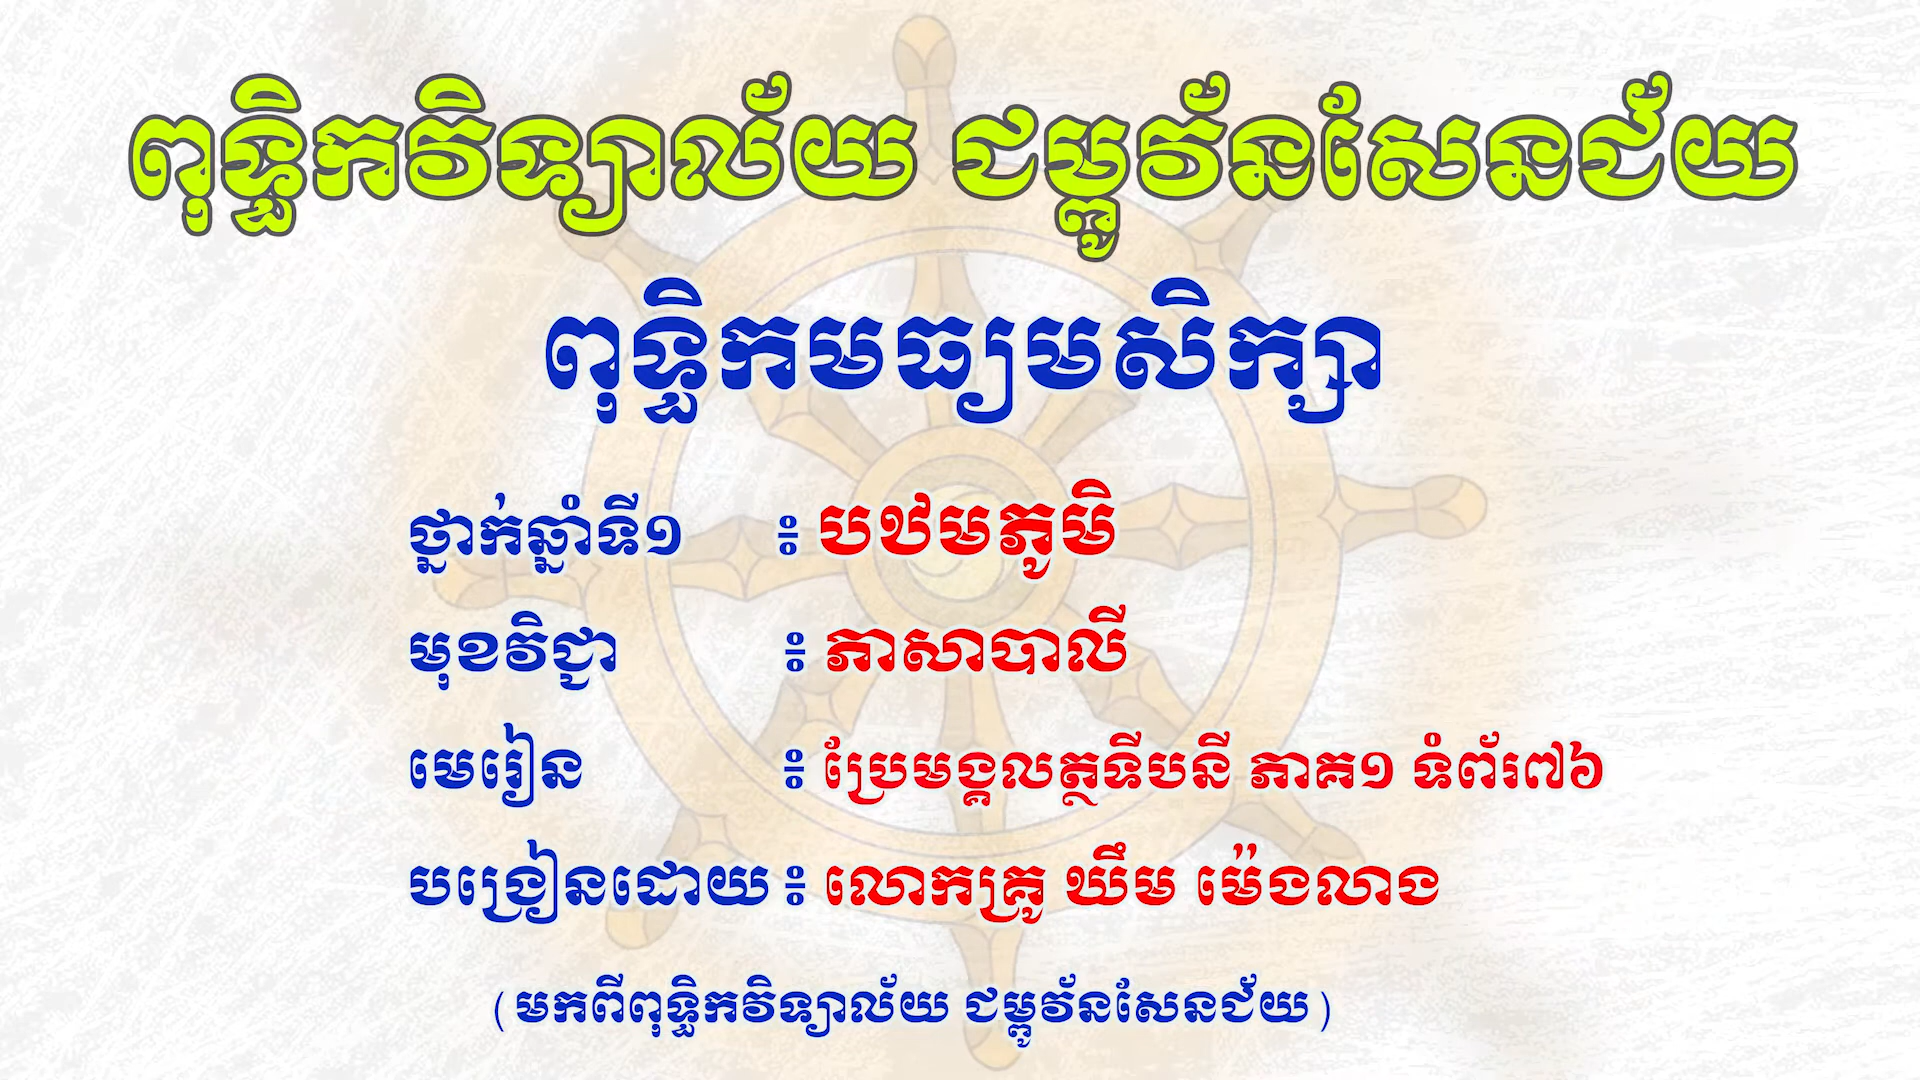 ពុទ្ធិកវិទ្យាល័យ ជម្ពូវ័នសែនជ័យ
ពុទ្ធិកមធ្យមសិក្សា
ថ្នាក់ឆ្នាំទី១ ៖ បឋមភូមិ
មុខវិជ្ជា ៖ ភាសាបាលី
មេរៀន ៖ ប្រែមង្គលត្ថទីបនី ភាគ១ ទំព័រ៧៦
បង្រៀនដោយ ៖ លោកគ្រូ ឃឹម ម៉េងលាង
(មកពីពុទ្ធិកវិទ្យាល័យ ជម្ពូវ័នសែនជ័យ)